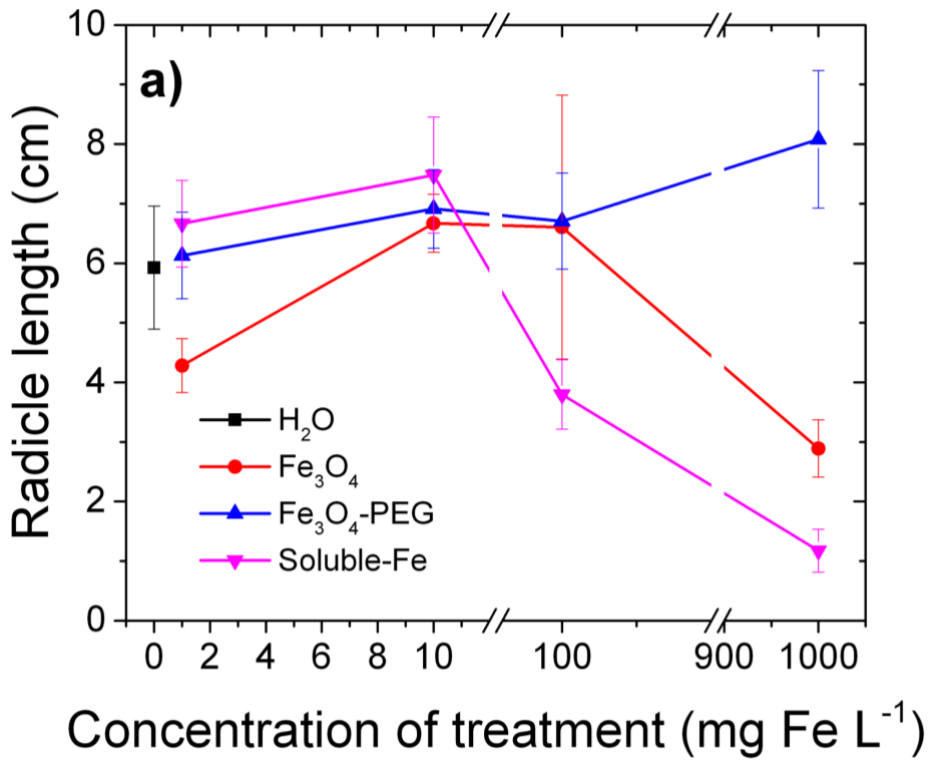 a)
Radicle length (cm)
10
8
6
4
2
0
H₂O
Fe₃O₄
Fe₃O₄-PEG
Soluble-Fe
0 2 4 6 8 10 100 900 1000
Concentration of treatment (mg Fe L⁻¹)